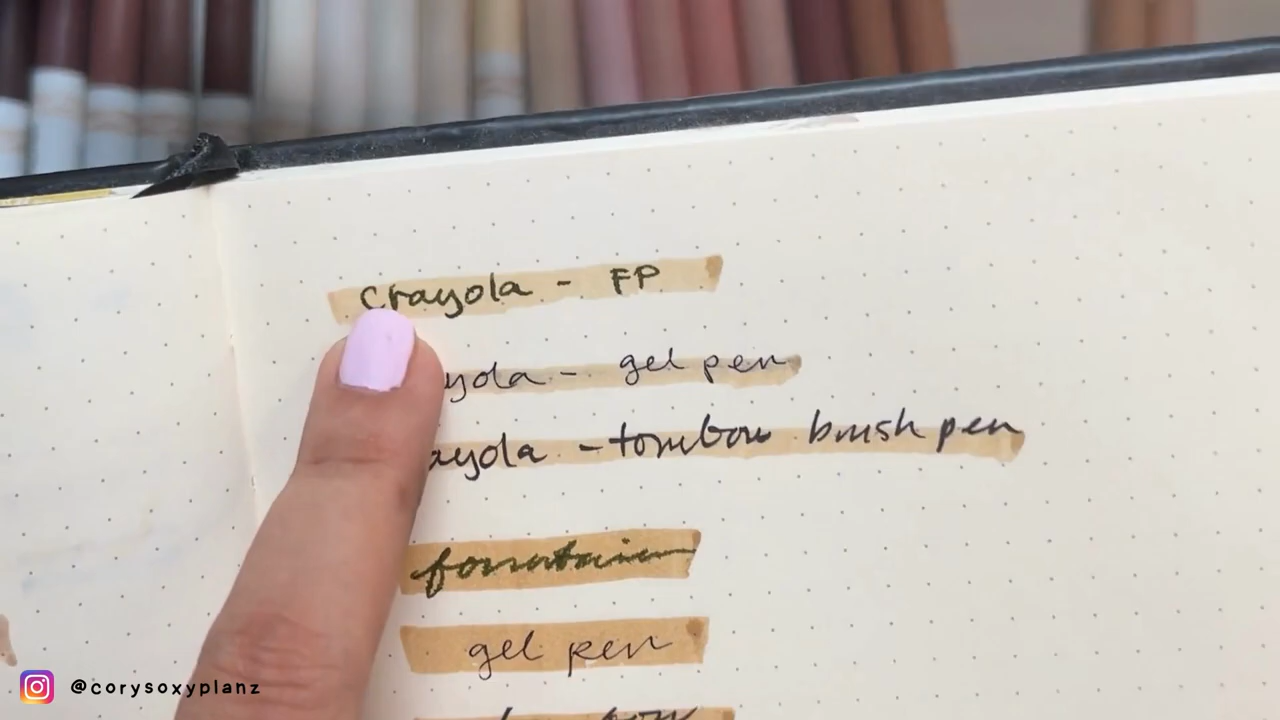 Crayola - FP
yola - gel pen
ayola - tombow brush pen
fountain
gel pen
@corysoxyplanz